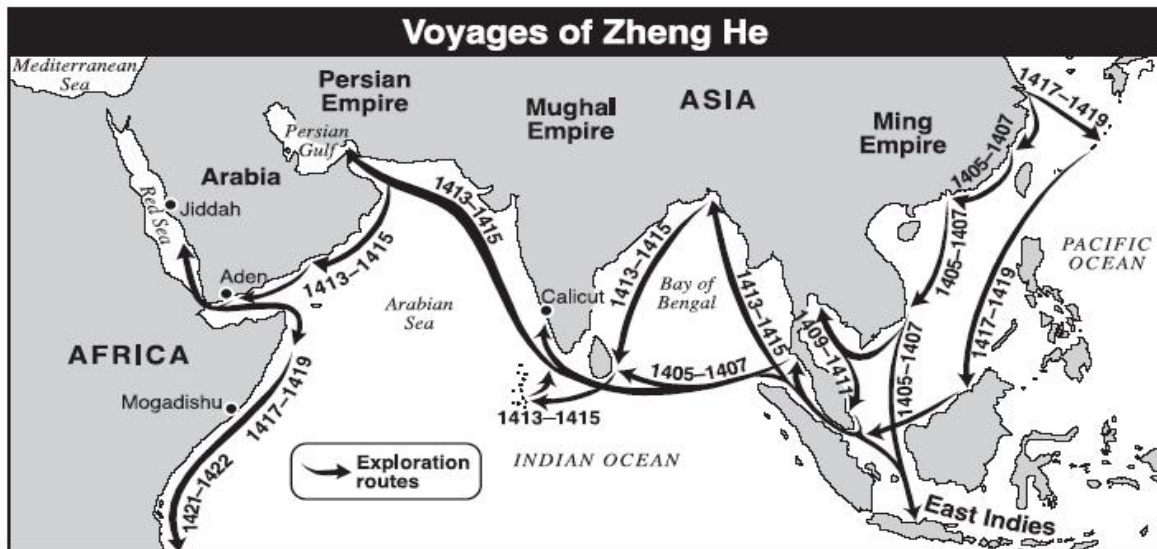 Voyages of Zheng He
Mediterranean
Sea
Persian
Empire
Persian
Gulf
Mughal
Empire
ASIA
Ming
Empire
1417–1419
1405–1407
Arabia
Red Sea
Jiddah
1413–1415
1413–1415
Aden
Arabian
Sea
Calicut
1413–1415
Bay of
Bengal
1413–1415
1405–1407
PACIFIC
OCEAN
1417–1419
1409–1411
1405–1407
1405–1407
AFRICA
Mogadishu
1417–1419
1413–1415
1421–1422
INDIAN OCEAN
Exploration
routes
East Indies